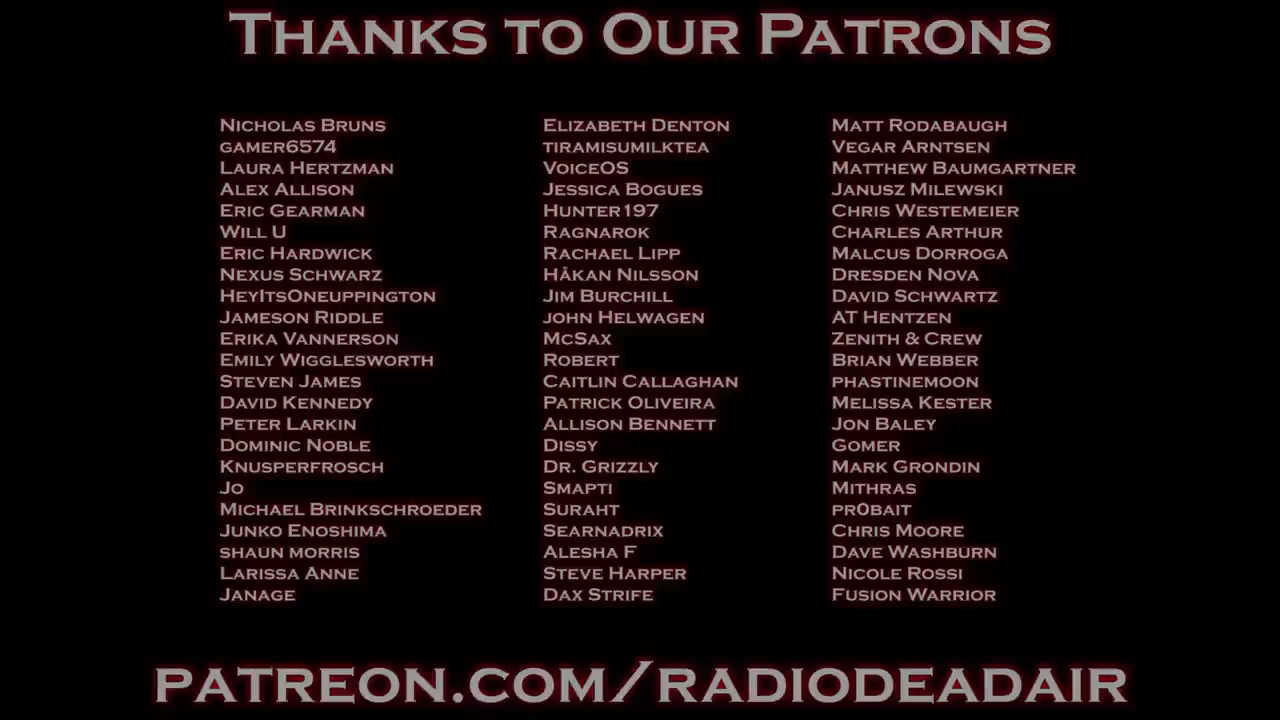 Thanks to Our Patrons
Nicholas Bruns
gamer6574
Laura Hertzman
Alex Allison
Eric Gearman
Will U
Eric Hardwick
Nexus Schwarz
HeyItsOneuppington
Jameson Riddle
Erika Vannerson
Emily Wigglesworth
Steven James
David Kennedy
Peter Larkin
Dominic Noble
Knusperfrosch
Jo
Michael Brinkschroeder
Junko Enoshima
shaun morris
Larissa Anne
Janage
Elizabeth Denton
tiramisumilktea
VoiceOS
Jessica Bogues
Hunter197
Ragnarok
Rachael Lipp
Håkan Nilsson
Jim Burchill
john Helwagen
McSax
Robert
Caitlin Callaghan
Patrick Oliveira
Allison Bennett
Dissy
Dr. Grizzly
Smapti
Suraht
Searnadrix
Alesha F
Steve Harper
Dax Strife
Matt Rodabaugh
Vegar Arntsen
Matthew Baumgartner
Janusz Milewski
Chris Westemeier
Charles Arthur
Malcus Dorroga
Dresden Nova
David Schwartz
AT Hentzen
Zenith & Crew
Brian Webber
phastinemoon
Melissa Kester
Jon Baley
Gomer
Mark Grondin
Mithras
pr0bait
Chris Moore
Dave Washburn
Nicole Rossi
Fusion Warrior
patreon.com/radiodeadair